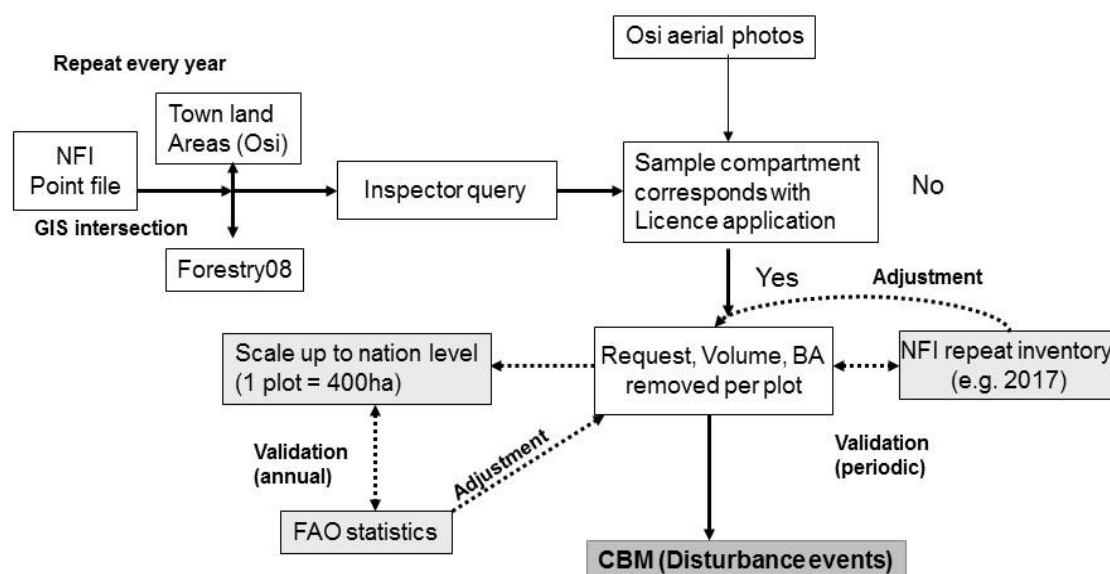 Osi aerial photos
Repeat every year
Town land
Areas (Osi)
NFI
Point file
GIS intersection
Forestry08
Inspector query
Sample compartment
corresponds with
Licence application
No
Yes
Adjustment
Scale up to nation level
(1 plot = 400ha)
Request, Volume, BA
removed per plot
NFI repeat inventory
(e.g. 2017)
Validation
(annual)
Adjustment
Validation
(periodic)
FAO statistics
CBM (Disturbance events)